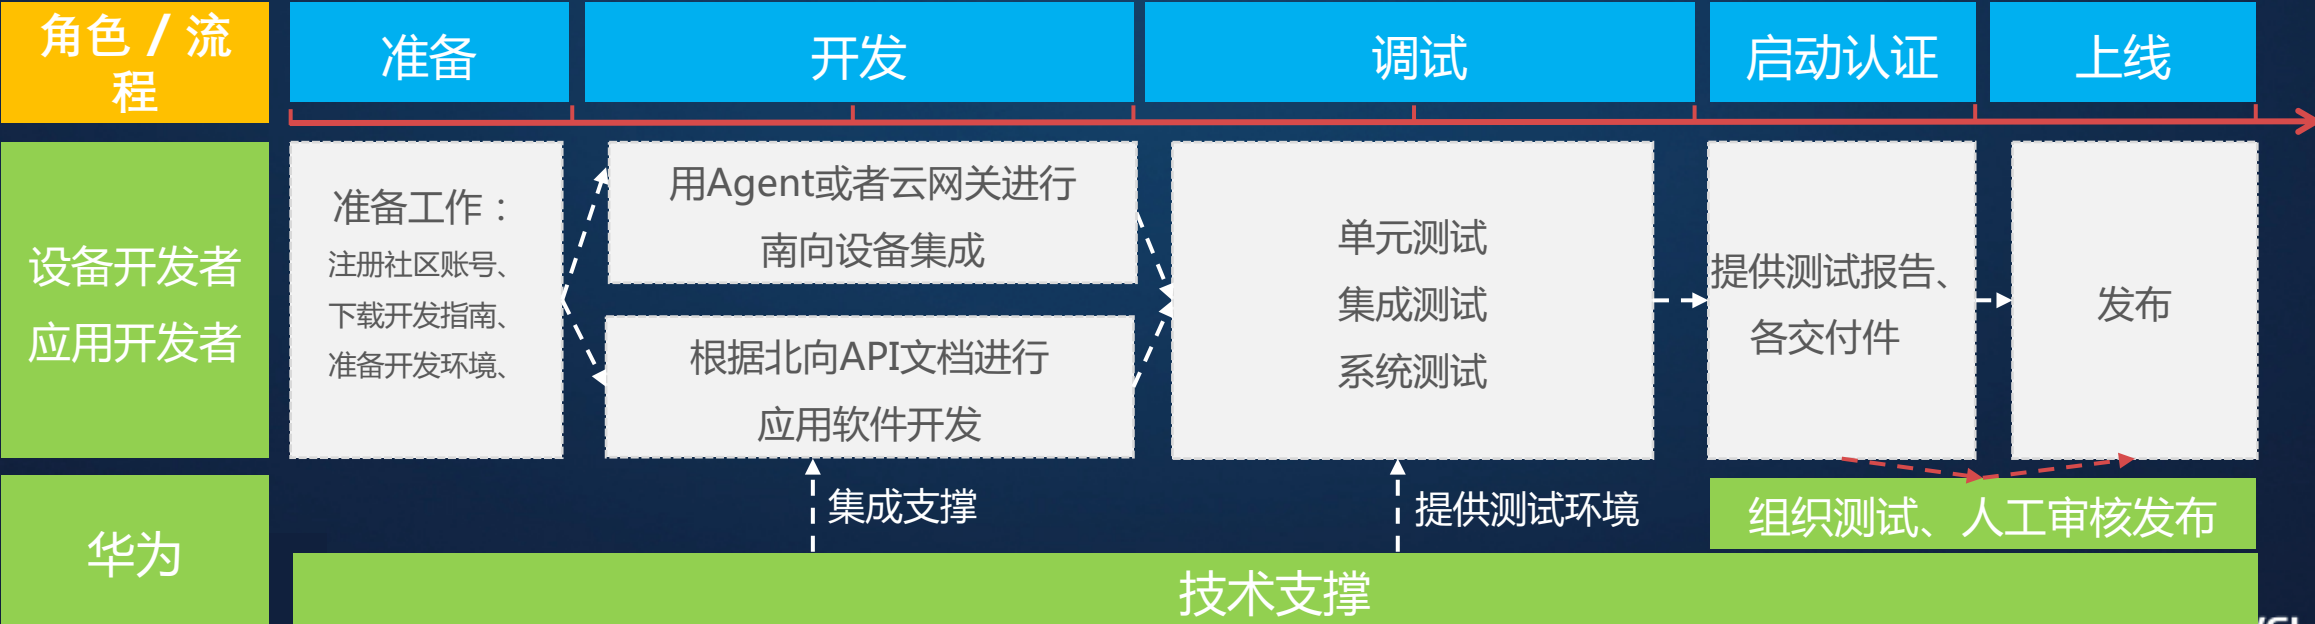 角色 / 流
程
准备
开发
调试
启动认证
上线
设备开发者
应用开发者
准备工作：
注册社区账号、
下载开发指南、
准备开发环境、
用Agent或者云网关进行
南向设备集成
根据北向API文档进行
应用软件开发
单元测试
集成测试
系统测试
提供测试报告、
各交付件
发布
华为
集成支撑
提供测试环境
组织测试、人工审核发布
技术支撑